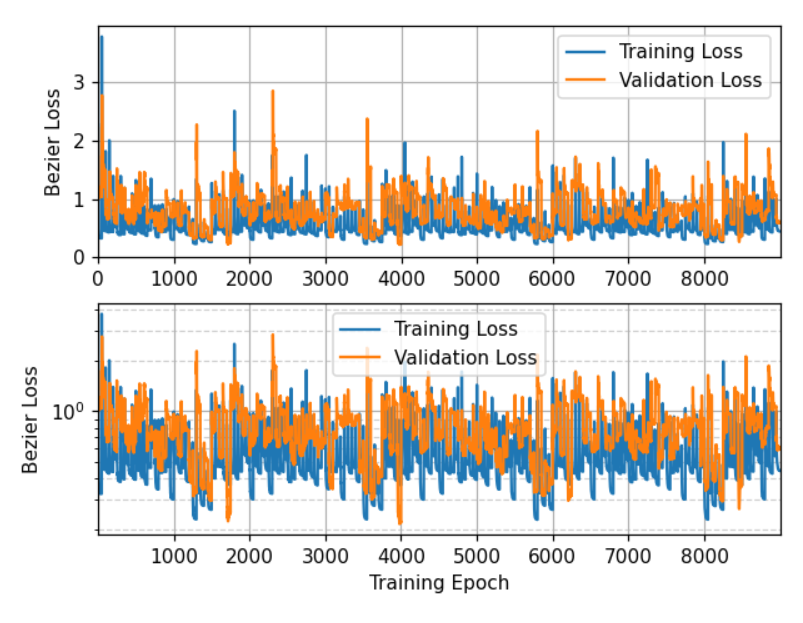 3
2
1
0
Bezier Loss
Training Loss
Validation Loss
0 1000 2000 3000 4000 5000 6000 7000 8000
10⁰
Bezier Loss
Training Loss
Validation Loss
1000 2000 3000 4000 5000 6000 7000 8000
Training Epoch